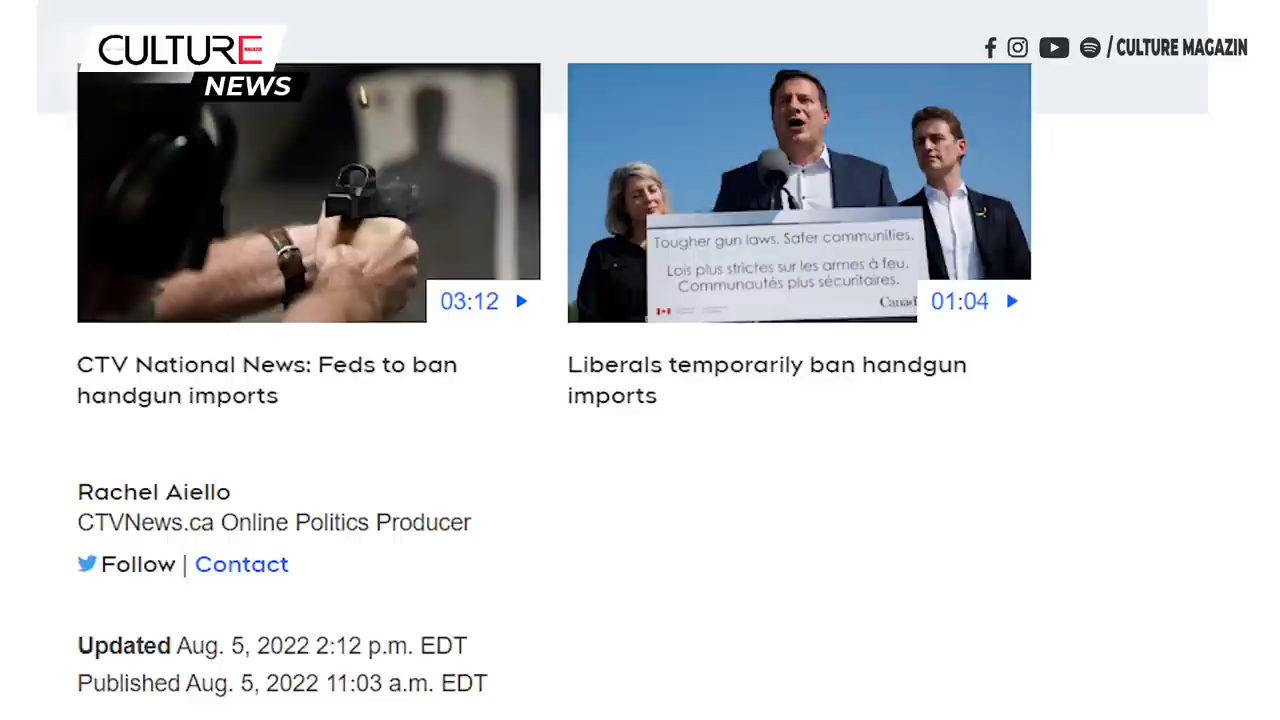 CULTURE
NEWS
/ CULTURE MAGAZIN
Tougher gun laws. Safer communities.
Lois plus strictes sur les armes à feu.
Communautés plus sécuritaires.
Canad
03:12
01:04
CTV National News: Feds to ban
handgun imports
Liberals temporarily ban handgun
imports
Rachel Aiello
CTVNews.ca Online Politics Producer
Follow | Contact
Updated Aug. 5, 2022 2:12 p.m. EDT
Published Aug. 5, 2022 11:03 a.m. EDT